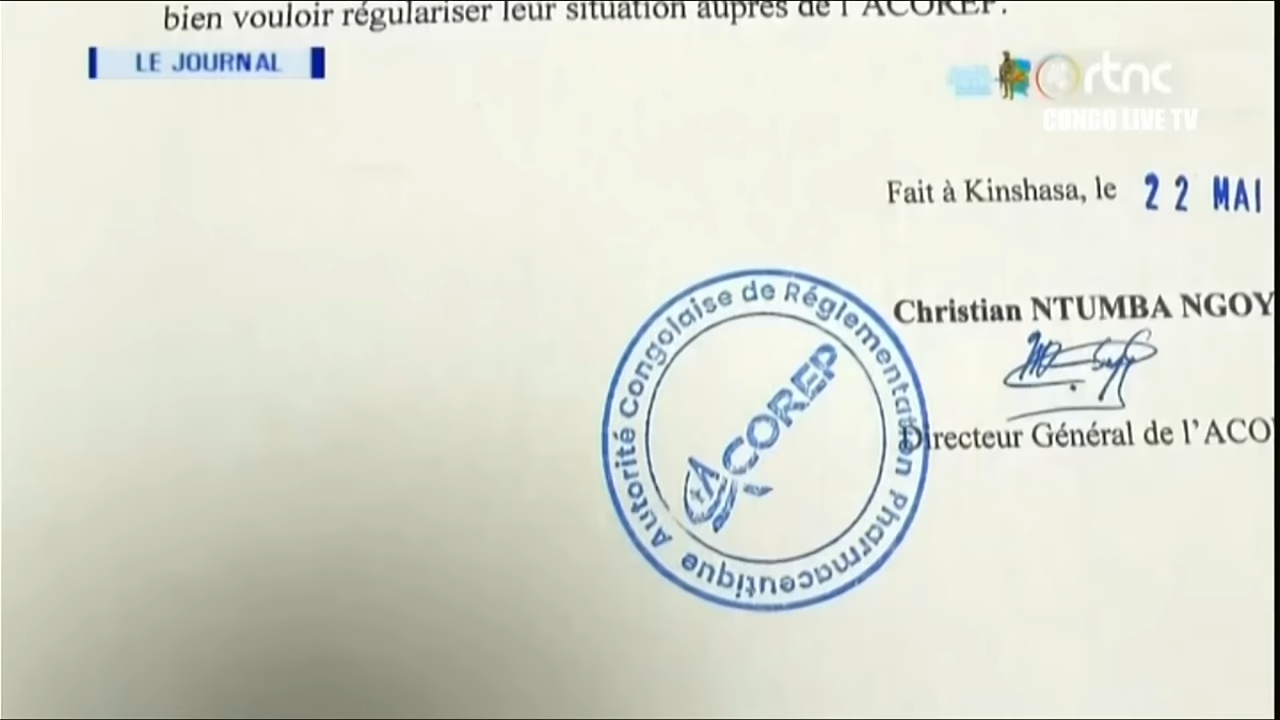 bien vouloir régulariser leur situation auprès de l'ACOREP.
LE JOURNAL
rtnc
CONGO LIVE TV
Fait à Kinshasa, le 22 MAI
Christian NTUMBA NGOY
Directeur Général de l'ACO
Autorité Congolaise de Réglementation Pharmaceutique
ACOREP